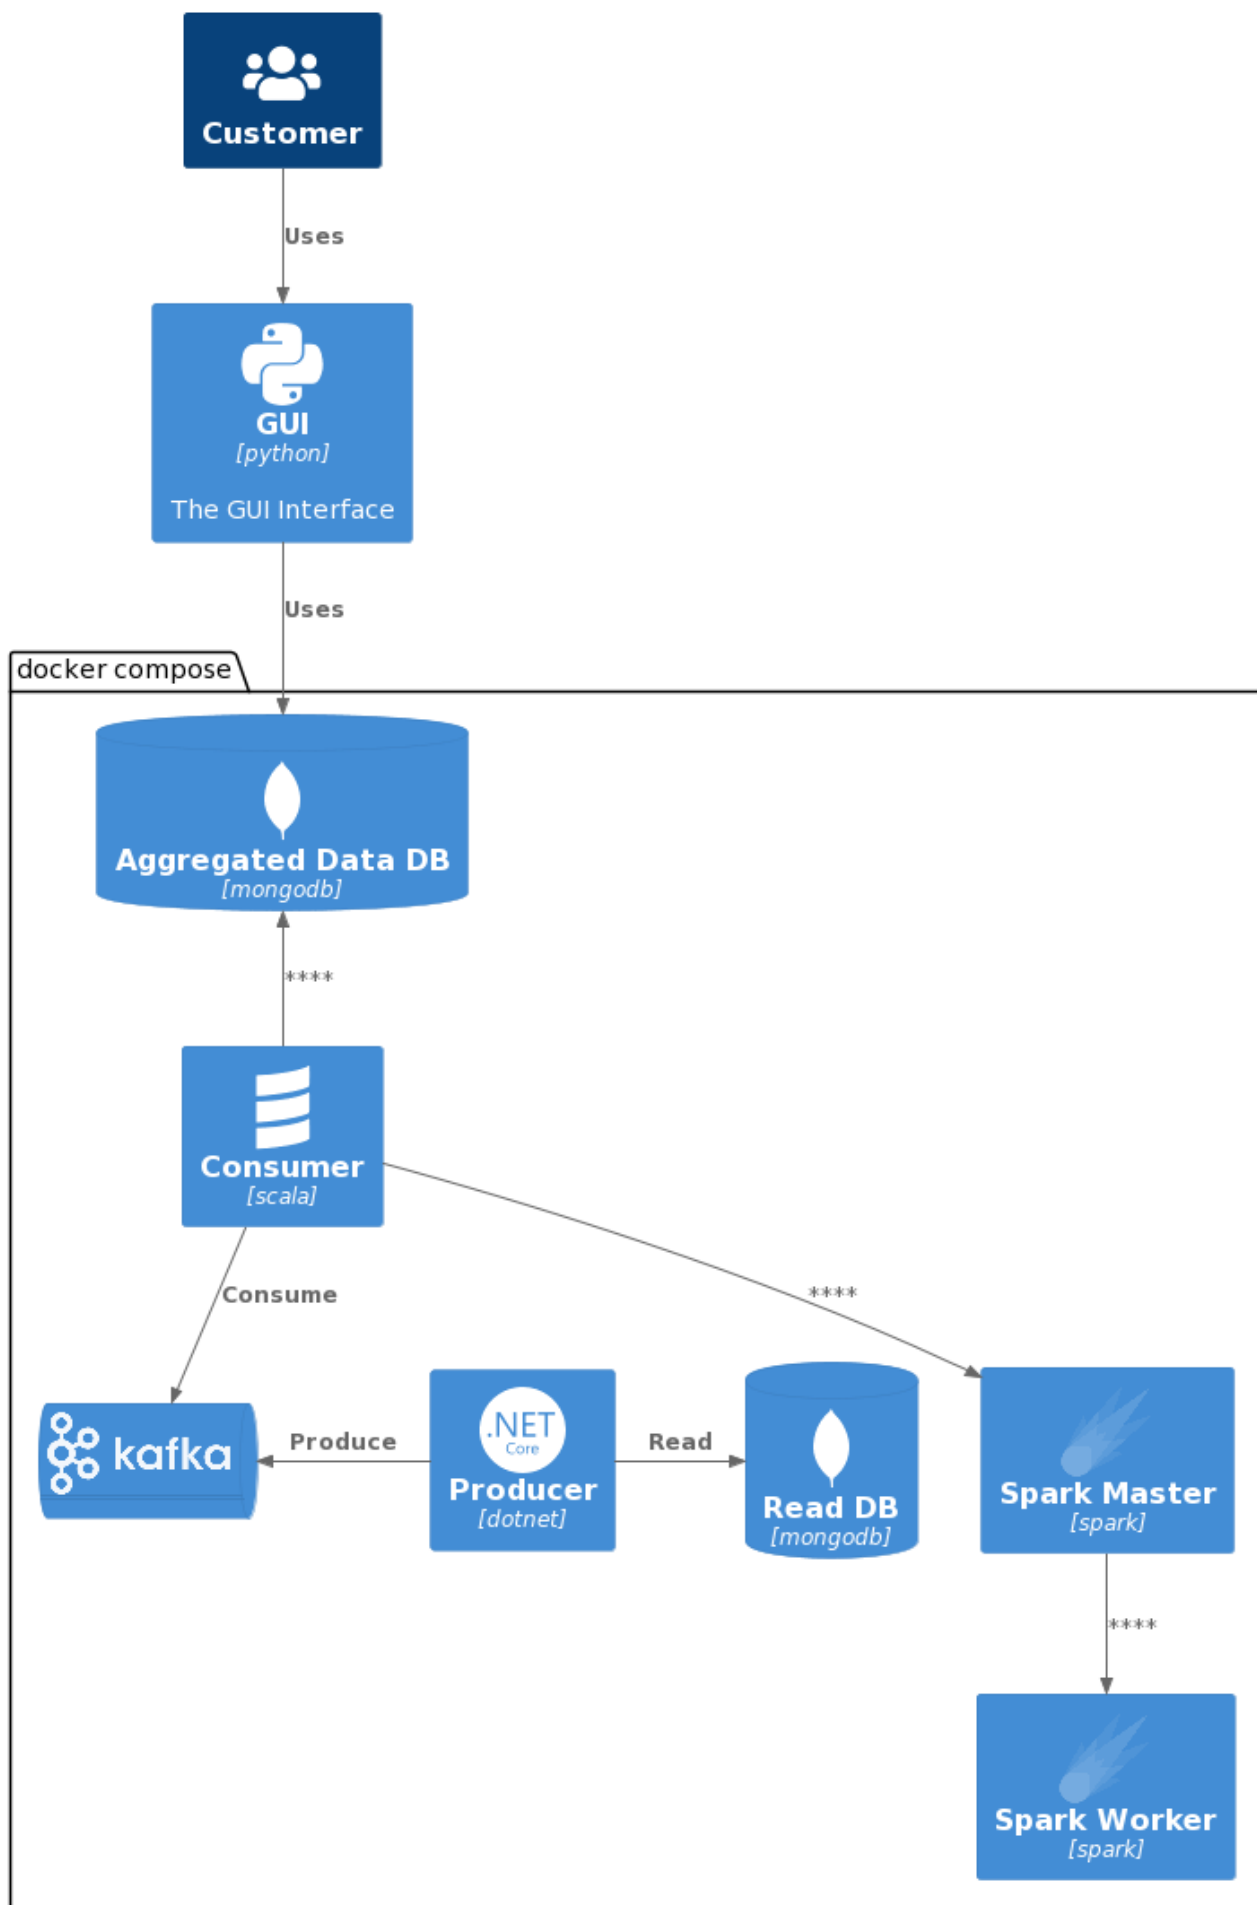 Customer
Uses
GUI
[python]
The GUI Interface
Uses
docker compose
Aggregated Data DB
[mongodb]
****
Consumer
[scala]
Consume
****
kafka
Produce
.NET
Core
Producer
[dotnet]
Read
Read DB
[mongodb]
Spark Master
[spark]
****
Spark Worker
[spark]